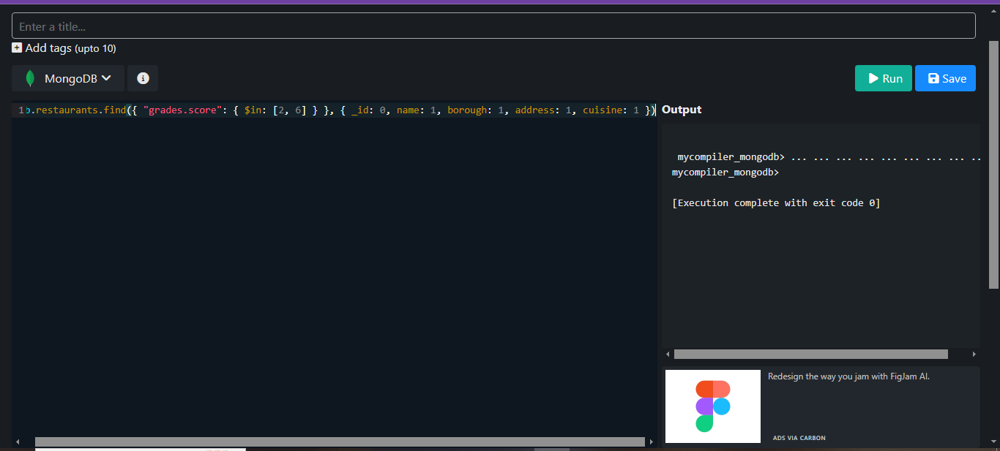 Enter a title...
Add tags (upto 10)
MongoDB
Run
Save
1 .restaurants.find({ "grades.score": { $in: [2, 6] } }, { _id: 0, name: 1, borough: 1, address: 1, cuisine: 1 })
Output
mycompiler_mongodb> ... ... ... ... ... ... ... ... ..
mycompiler_mongodb>
[Execution complete with exit code 0]
Redesign the way you jam with FigJam AI.
ADS VIA CARBON